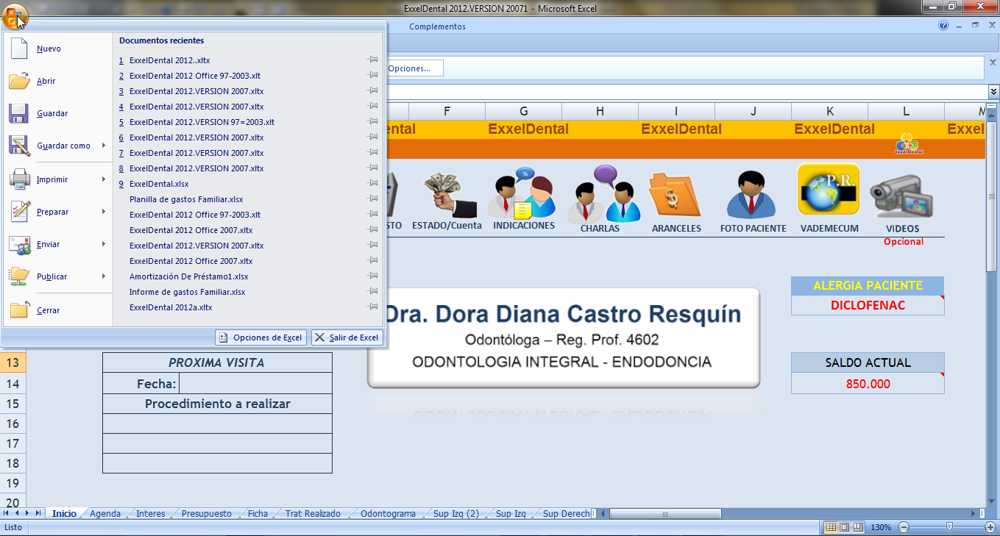 ExxelDental 2012.VERSION 20071 - Microsoft Excel
Complementos
Nuevo
Abrir
Guardar
Guardar como
Imprimir
Preparar
Enviar
Publicar
Cerrar
Documentos recientes
1 ExxelDental 2012..xltx
2 ExxelDental 2012 Office 97-2003.xlt
3 ExxelDental 2012.VERSION 2007.xltx
4 ExxelDental 2012.VERSION 2007.xltx
5 ExxelDental 2012.VERSION 97=2003.xlt
6 ExxelDental 2012.VERSION 2007.xltx
7 ExxelDental 2012.VERSION 2007.xltx
8 ExxelDental 2012.VERSION 2007.xltx
9 ExxelDental.xlsx
Planilla de gastos Familiar.xlsx
ExxelDental 2012 Office 97-2003.xlt
ExxelDental 2012 Office 2007.xltx
ExxelDental 2012.VERSION 2007.xltx
ExxelDental 2012 Office 2007.xltx
Amortización De Préstamo1.xlsx
Informe de gastos Familiar.xlsx
ExxelDental 2012a.xltx
Opciones de Excel
Salir de Excel
Opciones...
F G H I J K L M
ental ExxelDental ExxelDental ExxelDental Exxel
ExxelDental
P.R.
STO ESTADO/Cuenta INDICACIONES CHARLAS ARANCELES FOTO PACIENTE VADEMECUM VIDEOS
Opcional
Dra. Dora Diana Castro Resquín
Odontóloga – Reg. Prof. 4602
ODONTOLOGIA INTEGRAL - ENDODONCIA
ALERGIA PACIENTE
DICLOFENAC
SALDO ACTUAL
850.000
13 PROXIMA VISITA
14 Fecha:
15 Procedimiento a realizar
16
17
18
19
20
Inicio Agenda Interes Presupuesto Ficha Trat Realizado Odontograma Sup Izq (2) Sup Izq Sup Derech
Listo
130%